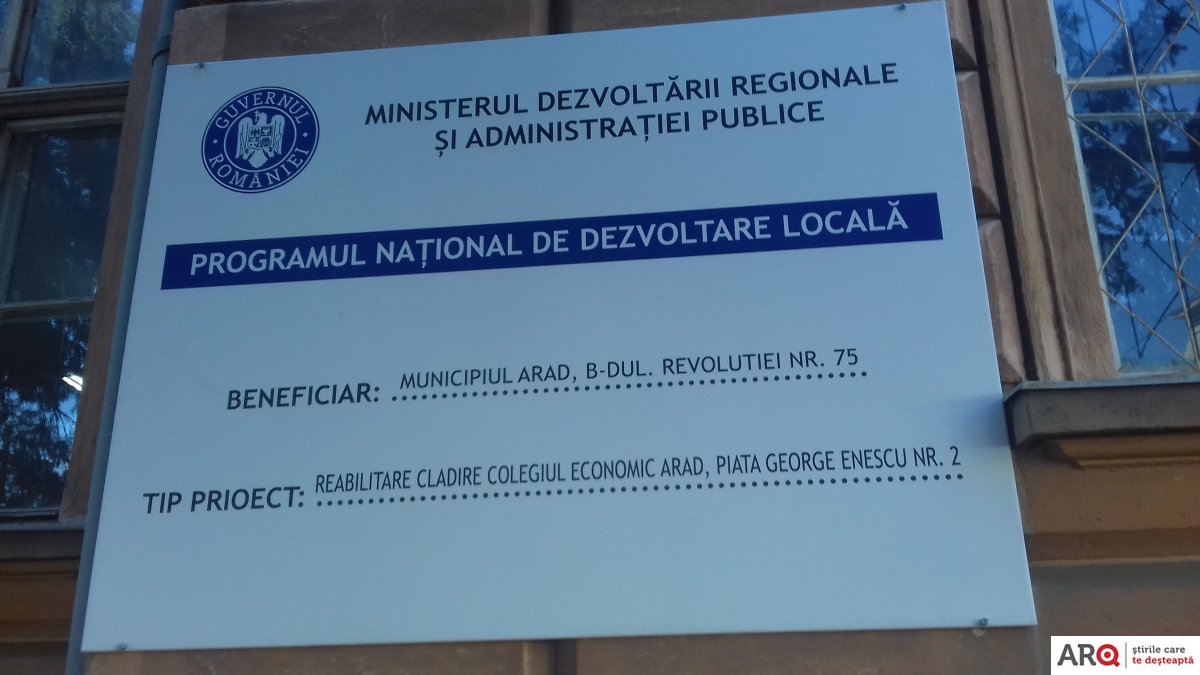 GUVERNUL ROMÂNIEI
MINISTERUL DEZVOLTĂRII REGIONALE
ȘI ADMINISTRAȚIEI PUBLICE
PROGRAMUL NAȚIONAL DE DEZVOLTARE LOCALĂ
BENEFICIAR: MUNICIPIUL ARAD, B-DUL. REVOLUTIEI NR. 75
TIP PRIOECT: REABILITARE CLADIRE COLEGIUL ECONOMIC ARAD, PIATA GEORGE ENESCU NR. 2
ARQ
știrile care
te deșteaptă